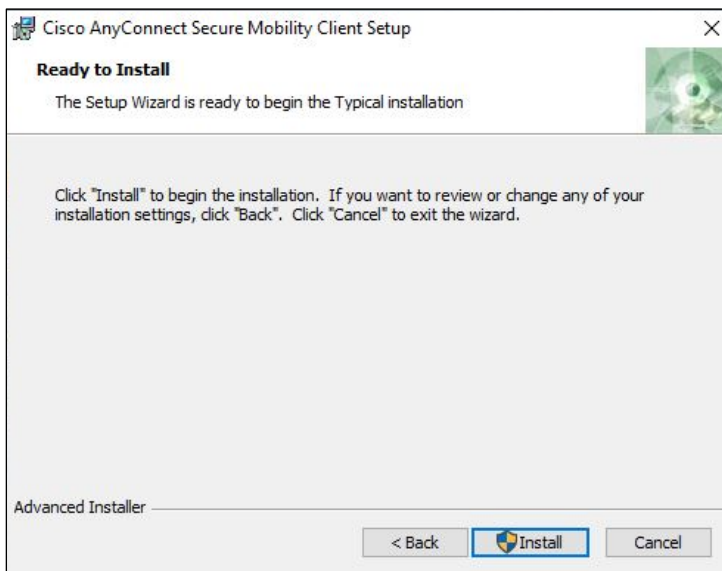 Cisco AnyConnect Secure Mobility Client Setup
Ready to Install
The Setup Wizard is ready to begin the Typical installation
Click "Install" to begin the installation.  If you want to review or change any of your
installation settings, click "Back".  Click "Cancel" to exit the wizard.
Advanced Installer
< Back
Install
Cancel